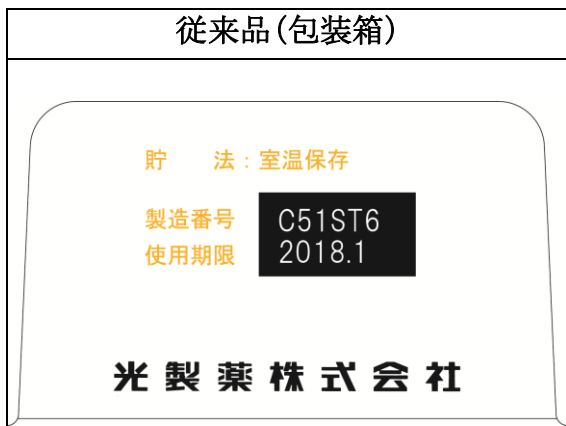 従来品(包装箱)
貯　法：室温保存
製造番号 C51ST6
使用期限 2018.1
光製薬株式会社